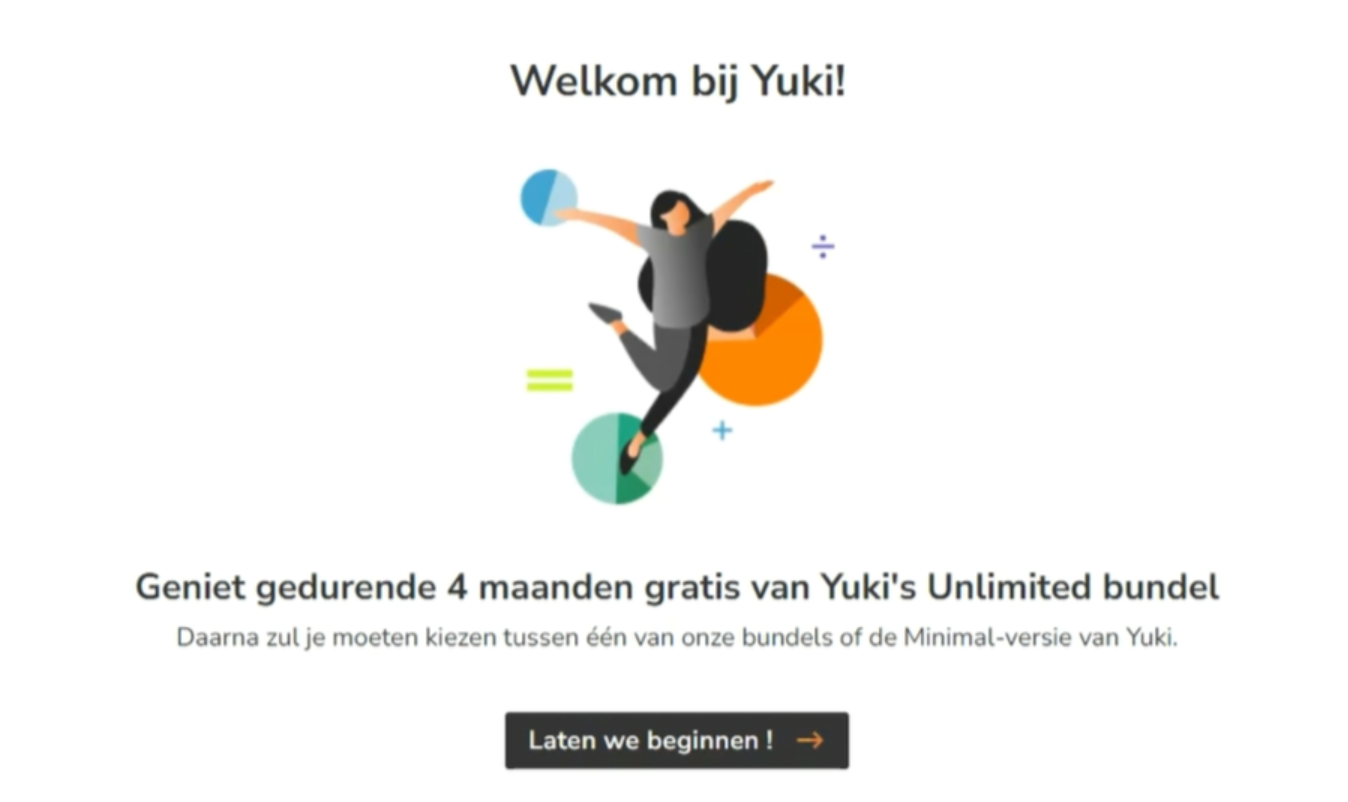 Welkom bij Yuki!
Geniet gedurende 4 maanden gratis van Yuki's Unlimited bundel
Daarna zul je moeten kiezen tussen één van onze bundels of de Minimal-versie van Yuki.
Laten we beginnen ! →